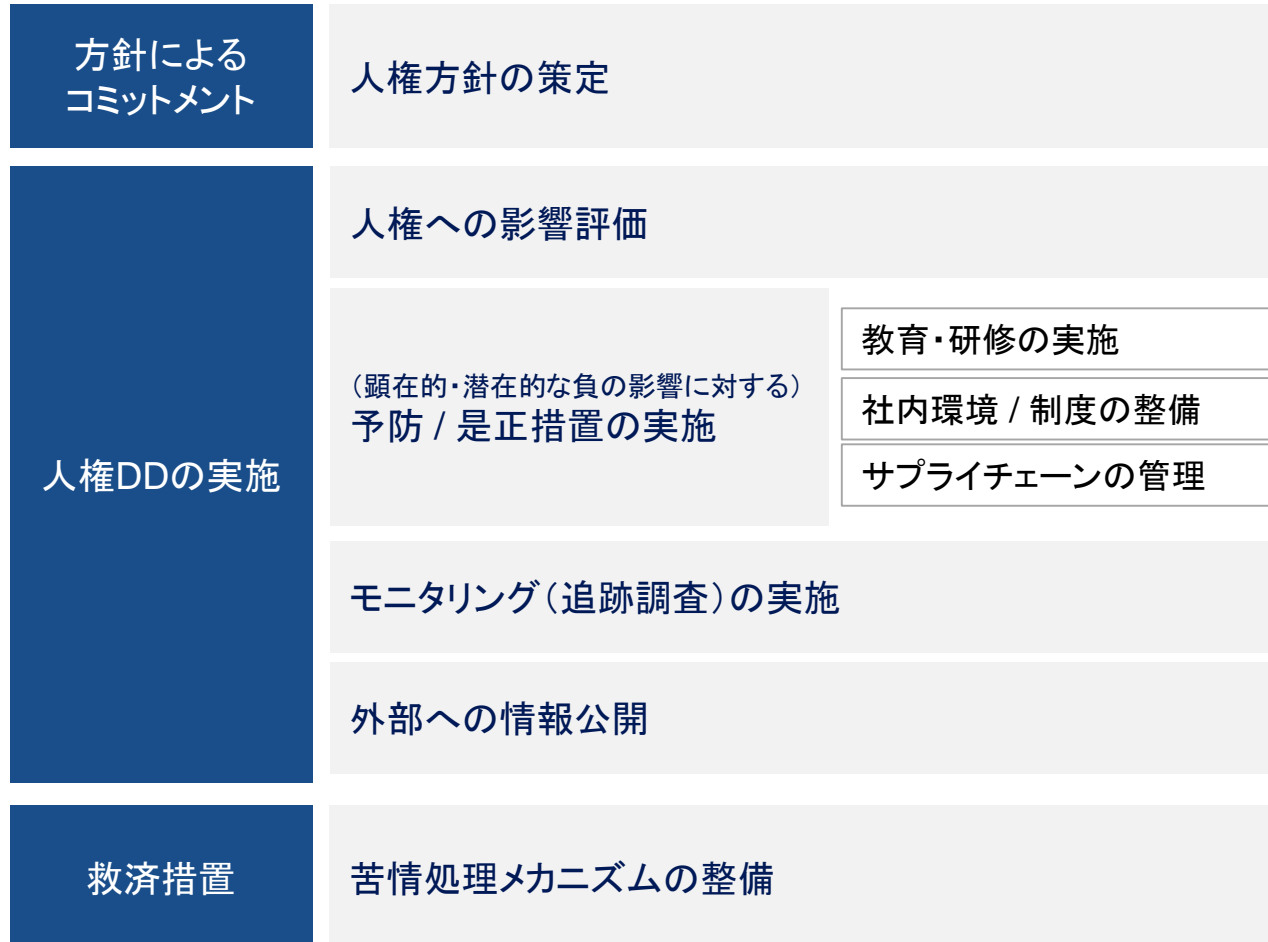 方針による
コミットメント
人権方針の策定
人権DDの実施
人権への影響評価
（顕在的・潜在的な負の影響に対する）
予防 / 是正措置の実施
教育・研修の実施
社内環境 / 制度の整備
サプライチェーンの管理
モニタリング（追跡調査）の実施
外部への情報公開
救済措置
苦情処理メカニズムの整備